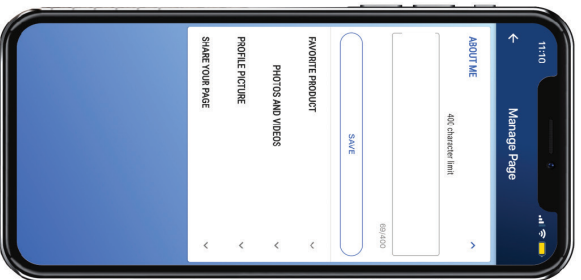 11:10
Manage Page
ABOUT ME
400 character limit
69/400
SAVE
FAVORITE PRODUCT
PHOTOS AND VIDEOS
PROFILE PICTURE
SHARE YOUR PAGE